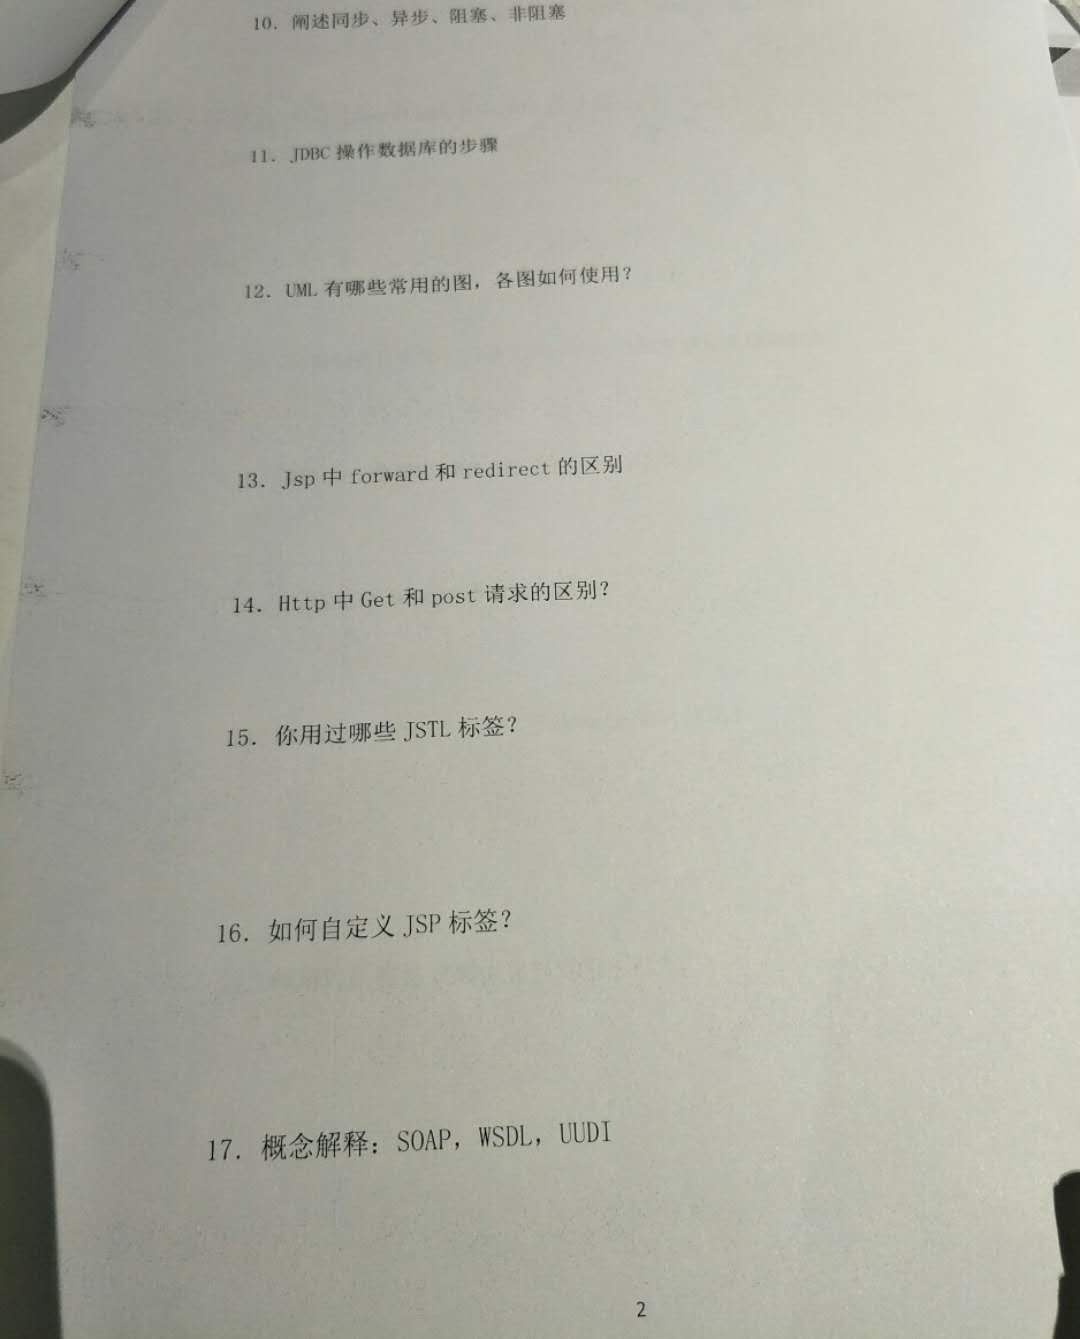 10. 阐述同步、异步、阻塞、非阻塞
11. JDBC 操作数据库的步骤
12. UML 有哪些常用的图，各图如何使用？
13. Jsp 中 forward 和 redirect 的区别
14. Http 中 Get 和 post 请求的区别？
15. 你用过哪些 JSTL 标签？
16. 如何自定义 JSP 标签？
17. 概念解释：SOAP，WSDL，UUDI
2